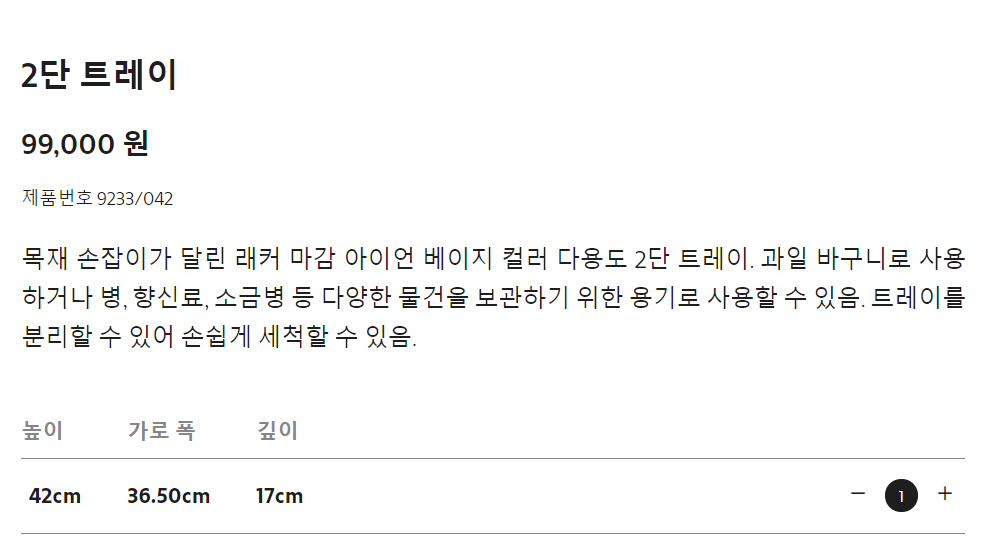 2단 트레이
99,000 원
제품번호 9233/042
목재 손잡이가 달린 래커 마감 아이언 베이지 컬러 다용도 2단 트레이. 과일 바구니로 사용
하거나 병, 향신료, 소금병 등 다양한 물건을 보관하기 위한 용기로 사용할 수 있음. 트레이를
분리할 수 있어 손쉽게 세척할 수 있음.
높이 가로 폭 깊이
42cm 36.50cm 17cm − 1 +